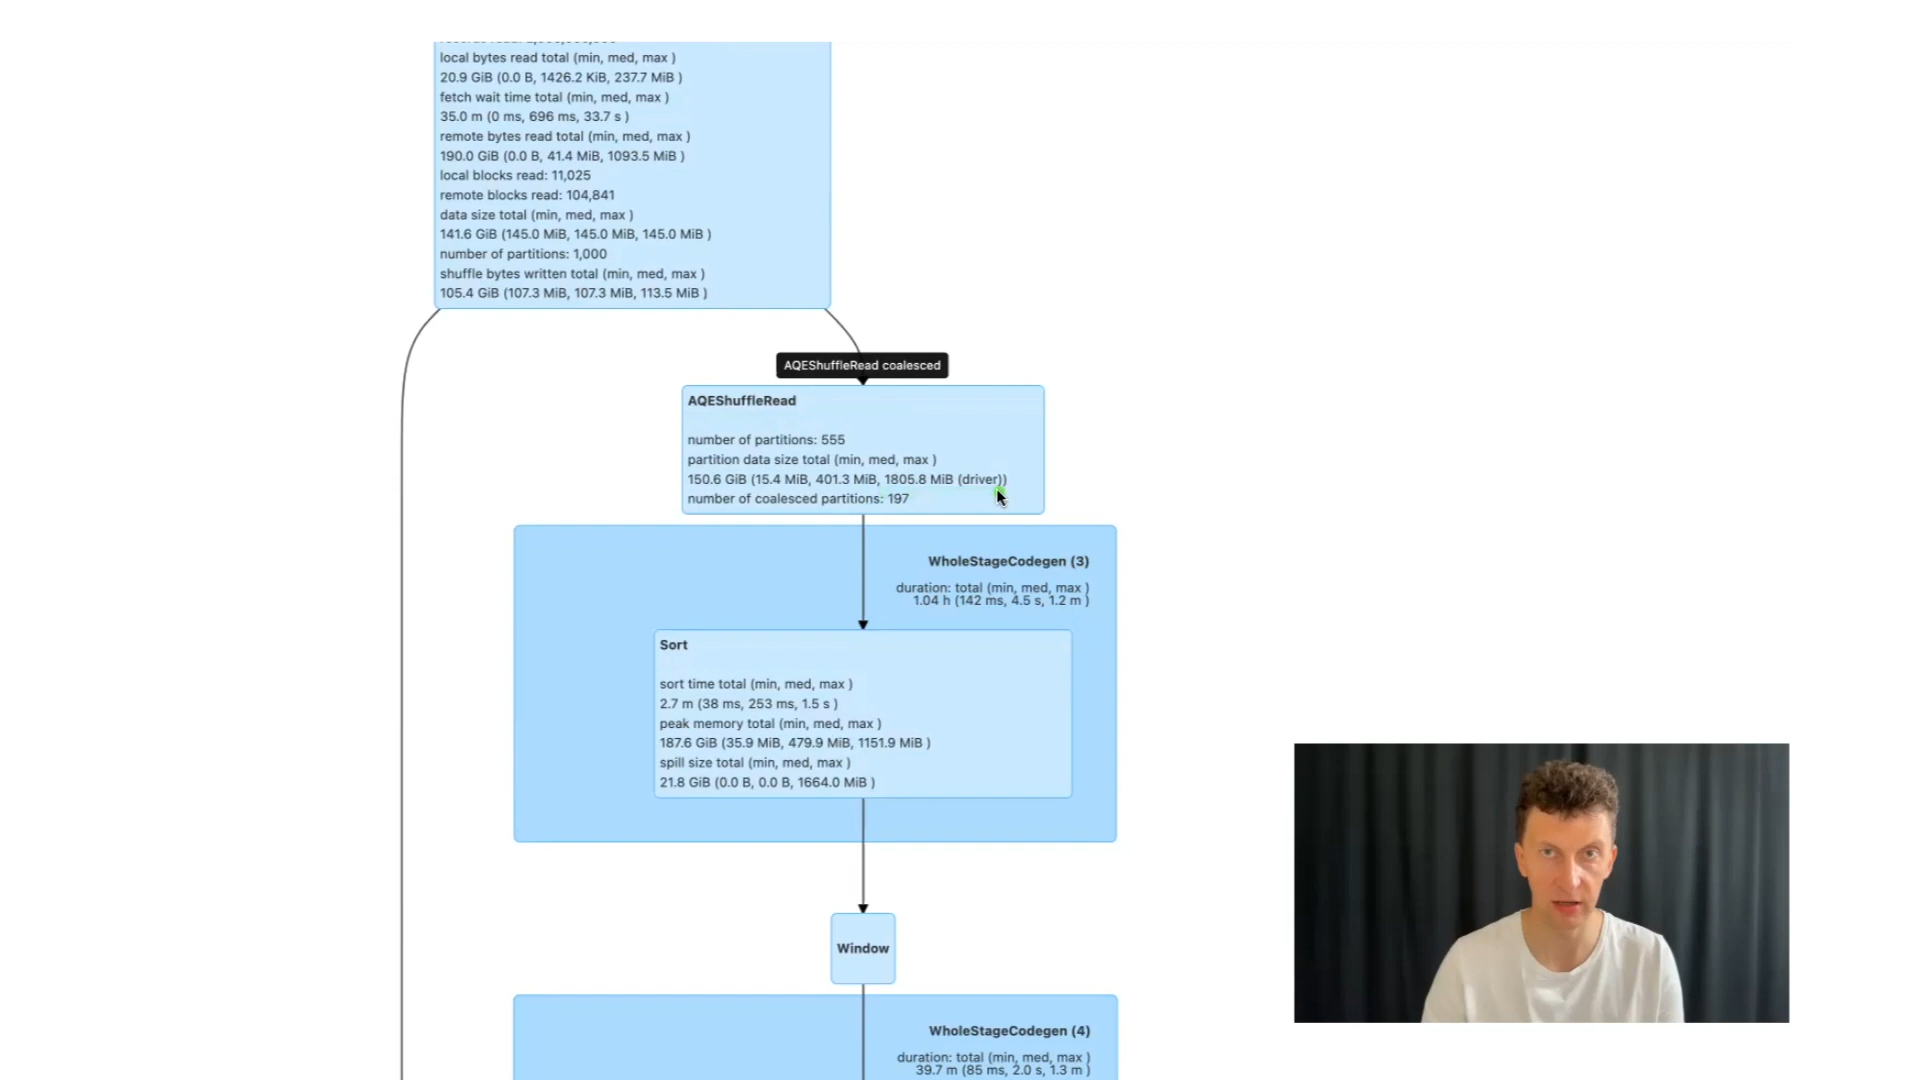 local bytes read total (min, med, max )
20.9 GiB (0.0 B, 1426.2 KiB, 237.7 MiB )
fetch wait time total (min, med, max )
35.0 m (0 ms, 696 ms, 33.7 s )
remote bytes read total (min, med, max )
190.0 GiB (0.0 B, 41.4 MiB, 1093.5 MiB )
local blocks read: 11,025
remote blocks read: 104,841
data size total (min, med, max )
141.6 GiB (145.0 MiB, 145.0 MiB, 145.0 MiB )
number of partitions: 1,000
shuffle bytes written total (min, med, max )
105.4 GiB (107.3 MiB, 107.3 MiB, 113.5 MiB )
AQEShuffleRead coalesced
AQEShuffleRead
number of partitions: 555
partition data size total (min, med, max )
150.6 GiB (15.4 MiB, 401.3 MiB, 1805.8 MiB (driver))
number of coalesced partitions: 197
WholeStageCodegen (3)
duration: total (min, med, max )
1.04 h (142 ms, 4.5 s, 1.2 m )
Sort
sort time total (min, med, max )
2.7 m (38 ms, 253 ms, 1.5 s )
peak memory total (min, med, max )
187.6 GiB (35.9 MiB, 479.9 MiB, 1151.9 MiB )
spill size total (min, med, max )
21.8 GiB (0.0 B, 0.0 B, 1664.0 MiB )
Window
WholeStageCodegen (4)
duration: total (min, med, max )
39.7 m (85 ms, 2.0 s, 1.3 m )